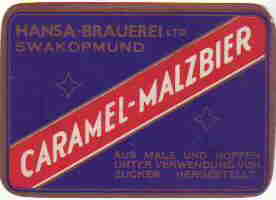 HANSA-BRAUEREI LTD
SWAKOPMUND
CARAMEL-MALZBIER
AUS MALZ UND HOPFEN
UNTER VERWENDUNG VON
ZUCKER HERGESTELLT.